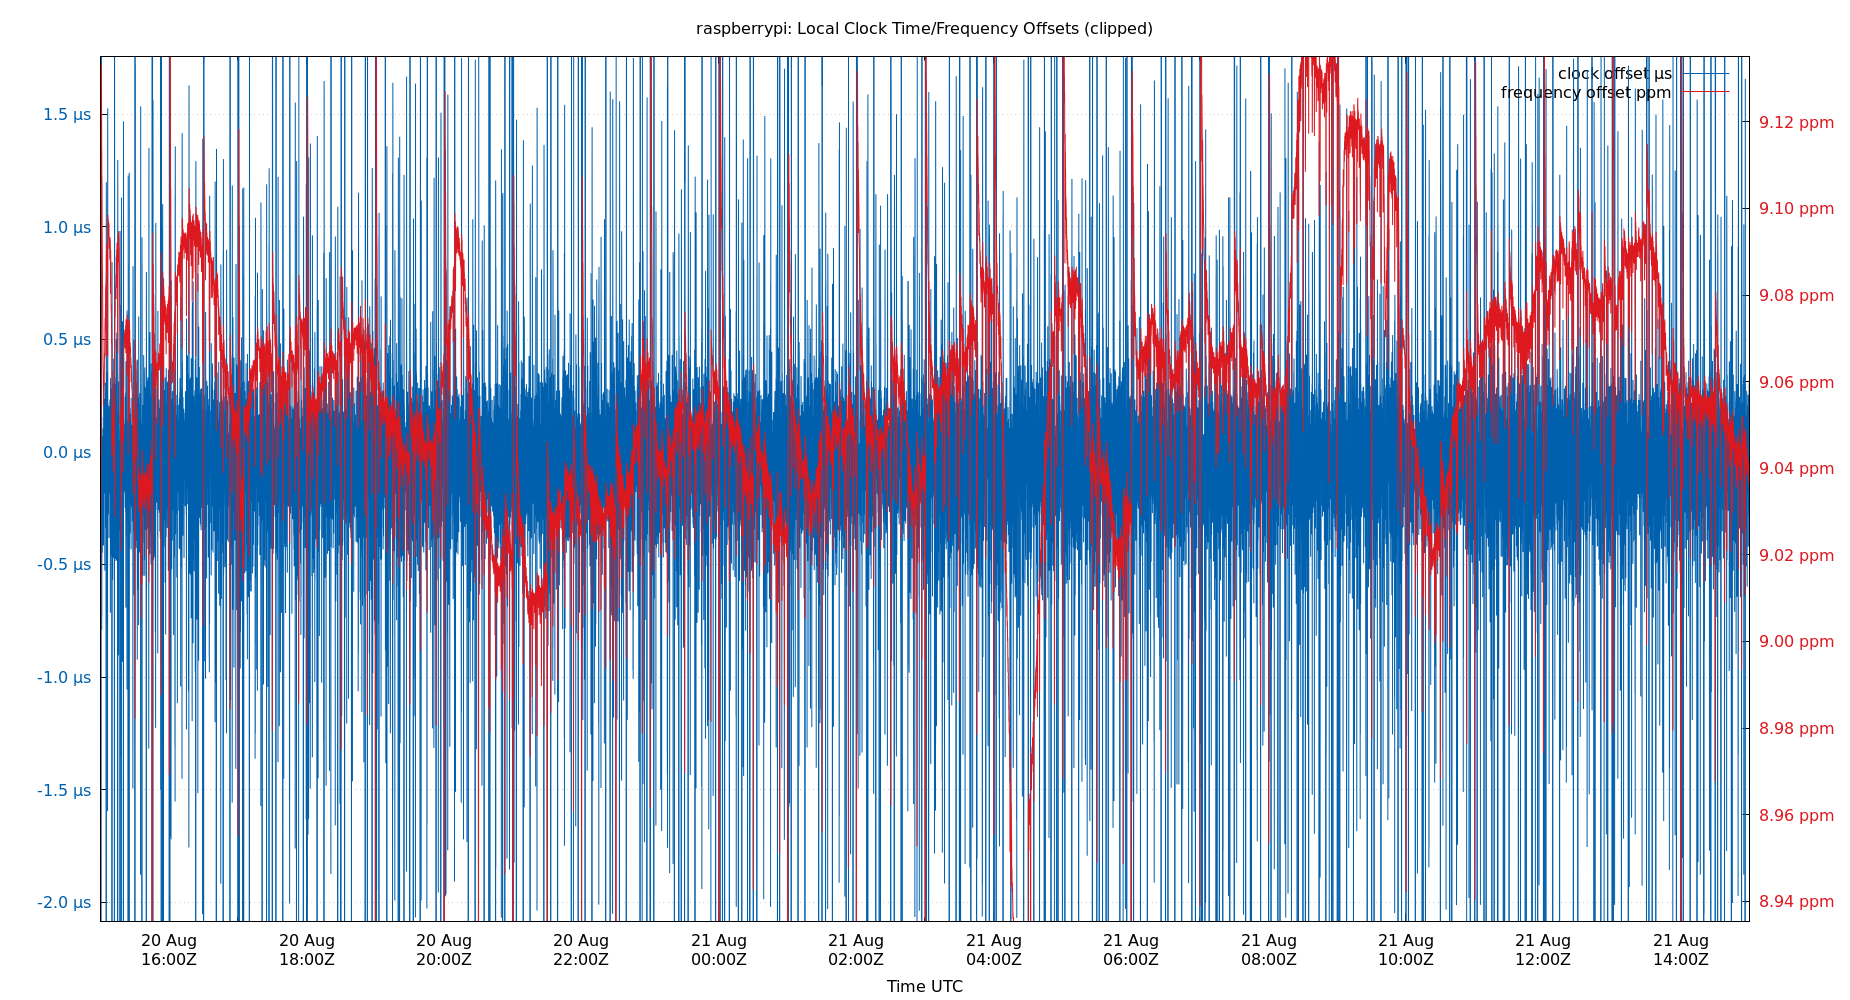 raspberrypi: Local Clock Time/Frequency Offsets (clipped)
clock offset µs
frequency offset ppm
1.5 µs
1.0 µs
0.5 µs
0.0 µs
-0.5 µs
-1.0 µs
-1.5 µs
-2.0 µs
9.12 ppm
9.10 ppm
9.08 ppm
9.06 ppm
9.04 ppm
9.02 ppm
9.00 ppm
8.98 ppm
8.96 ppm
8.94 ppm
20 Aug 20 Aug 20 Aug 20 Aug 21 Aug 21 Aug 21 Aug 21 Aug 21 Aug 21 Aug 21 Aug 21 Aug
16:00Z 18:00Z 20:00Z 22:00Z 00:00Z 02:00Z 04:00Z 06:00Z 08:00Z 10:00Z 12:00Z 14:00Z
Time UTC